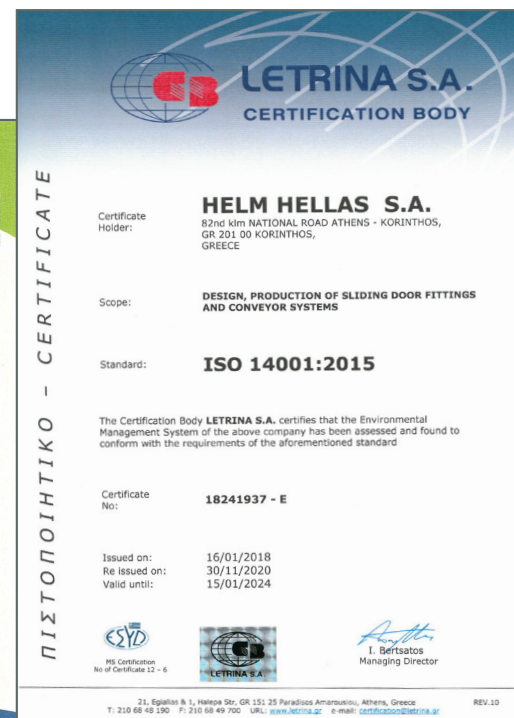 CB
LETRINA S.A.
CERTIFICATION BODY
ΠΙΣΤΟΠΟΙΗΤΙΚΟ - CERTIFICATE
Certificate
Holder:
HELM HELLAS S.A.
82nd klm NATIONAL ROAD ATHENS - KORINTHOS,
GR 201 00 KORINTHOS,
GREECE
Scope:
DESIGN, PRODUCTION OF SLIDING DOOR FITTINGS
AND CONVEYOR SYSTEMS
Standard:
ISO 14001:2015
The Certification Body LETRINA S.A. certifies that the Environmental
Management System of the above company has been assessed and found to
conform with the requirements of the aforementioned standard
Certificate
No:
18241937 - E
Issued on: 16/01/2018
Re issued on: 30/11/2020
Valid until: 15/01/2024
ESYD
MS Certification
No of Certificate 12 - 6
CB
LETRINA S.A.
I. Bertsatos
Managing Director
21, Egialias & 1, Halepa Str, GR 151 25 Paradisos Amarousiou, Athens, Greece
REV.10
T: 210 68 48 190 F: 210 68 49 700 URL: www.letrina.gr e-mail: certification@letrina.gr